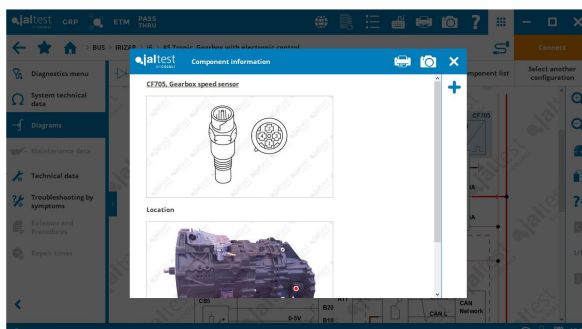 jaltest GRP ETM PASS THRU
BUS > IRIZAR > i6 > AS Tronic. Gearbox with electronic control
Connect
jaltest Component information
Diagnostics menu
System technical data
Diagrams
Maintenance data
Technical data
Troubleshooting by symptoms
Releases and Procedures
Repair times
CF705, Gearbox speed sensor
Location
component list
Select another configuration
CF705
CAN Network
CAN L
0-5V
B20
B10